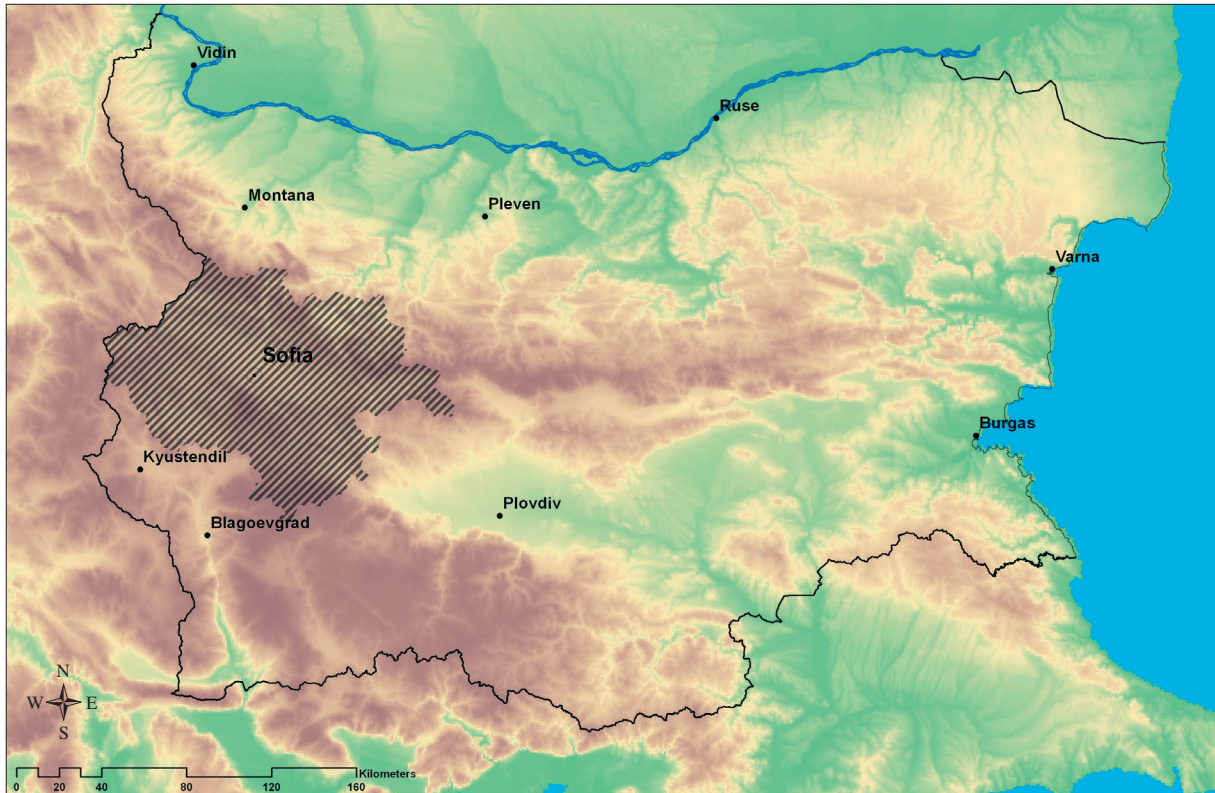 Vidin
Ruse
Montana
Pleven
Varna
Sofia
Burgas
Kyustendil
Plovdiv
Blagoevgrad
N
W E
S
Kilometers
0 20 40 80 120 160